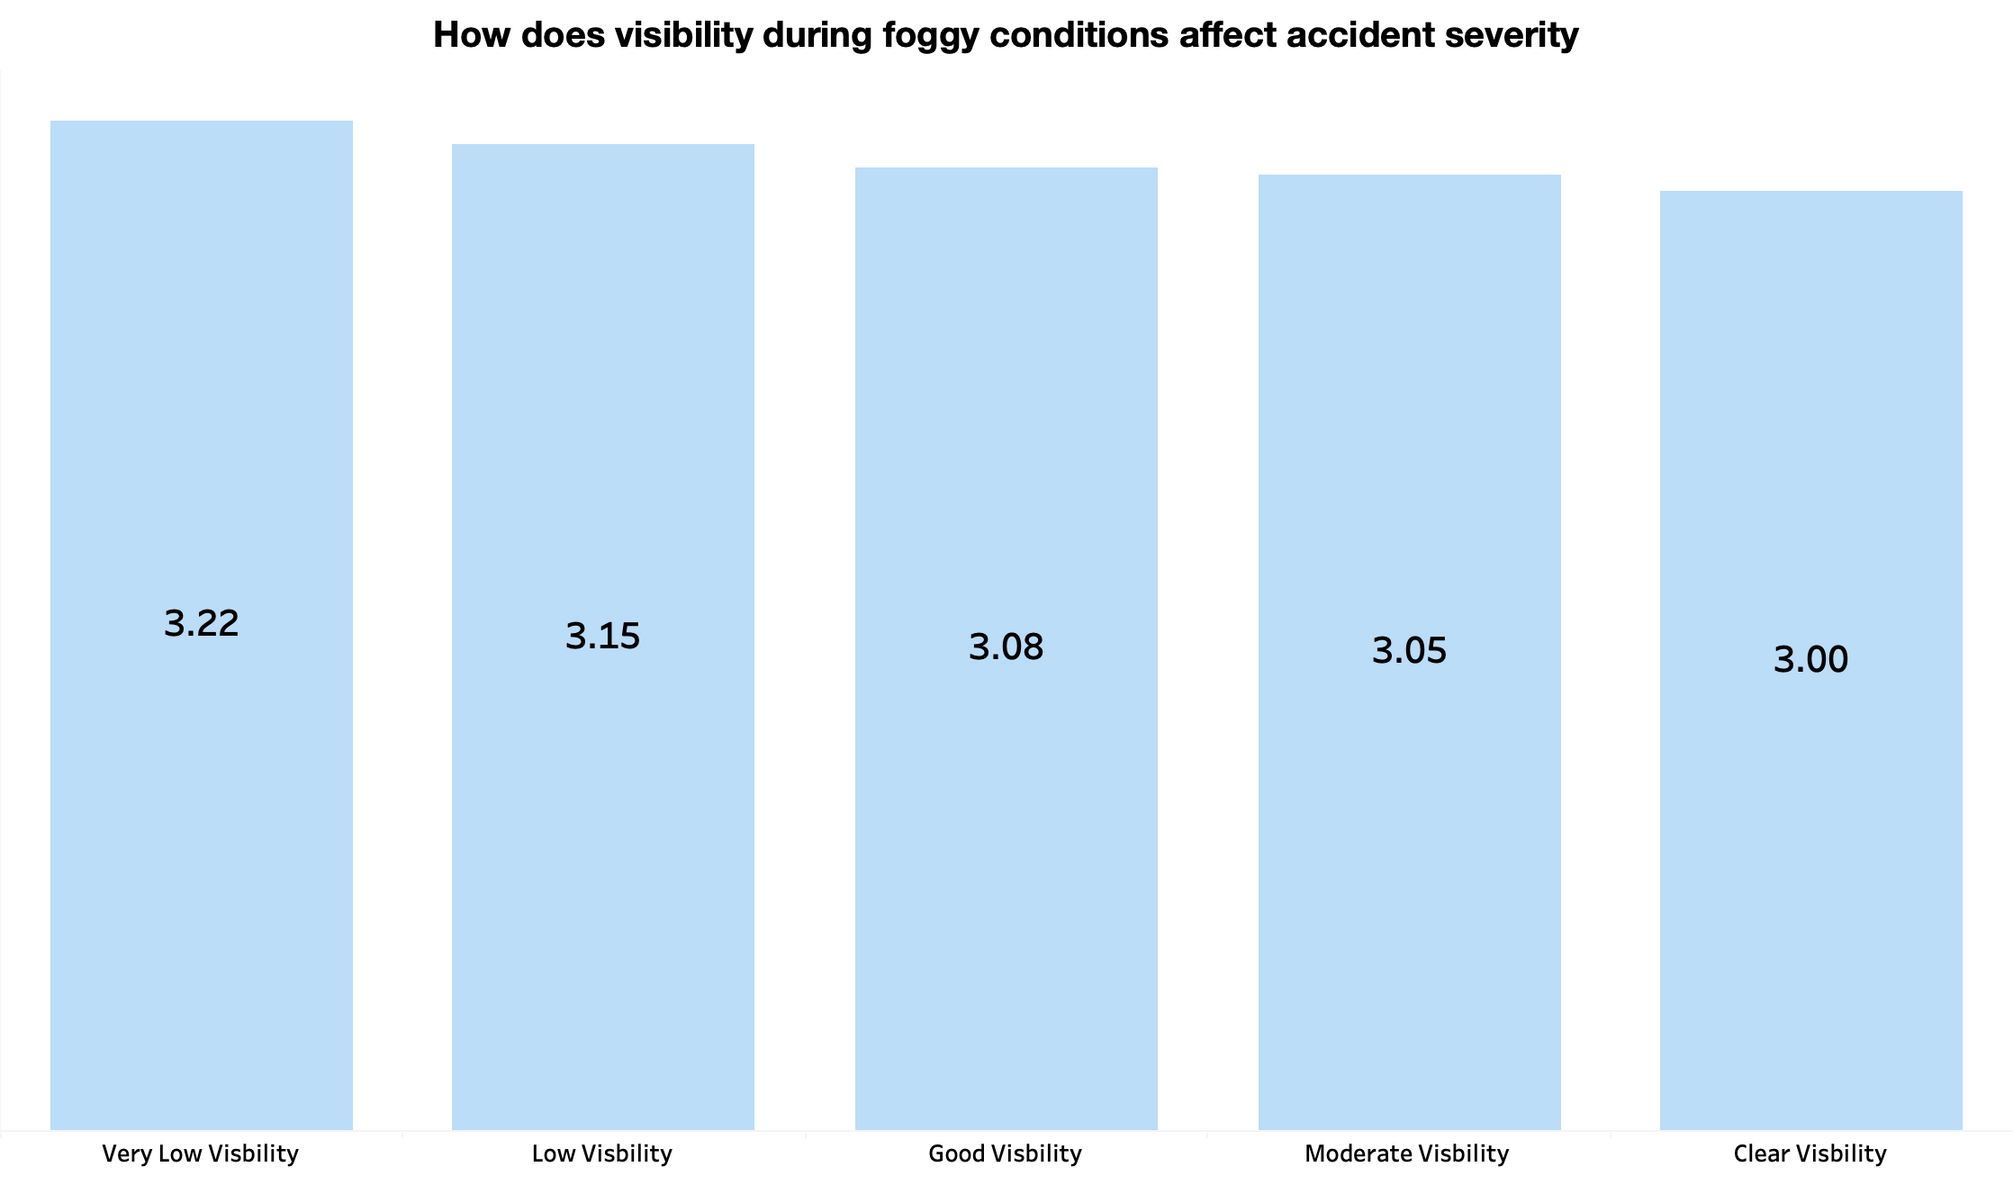 How does visibility during foggy conditions affect accident severity
3.22
3.15
3.08
3.05
3.00
Very Low Visbility
Low Visbility
Good Visbility
Moderate Visbility
Clear Visbility